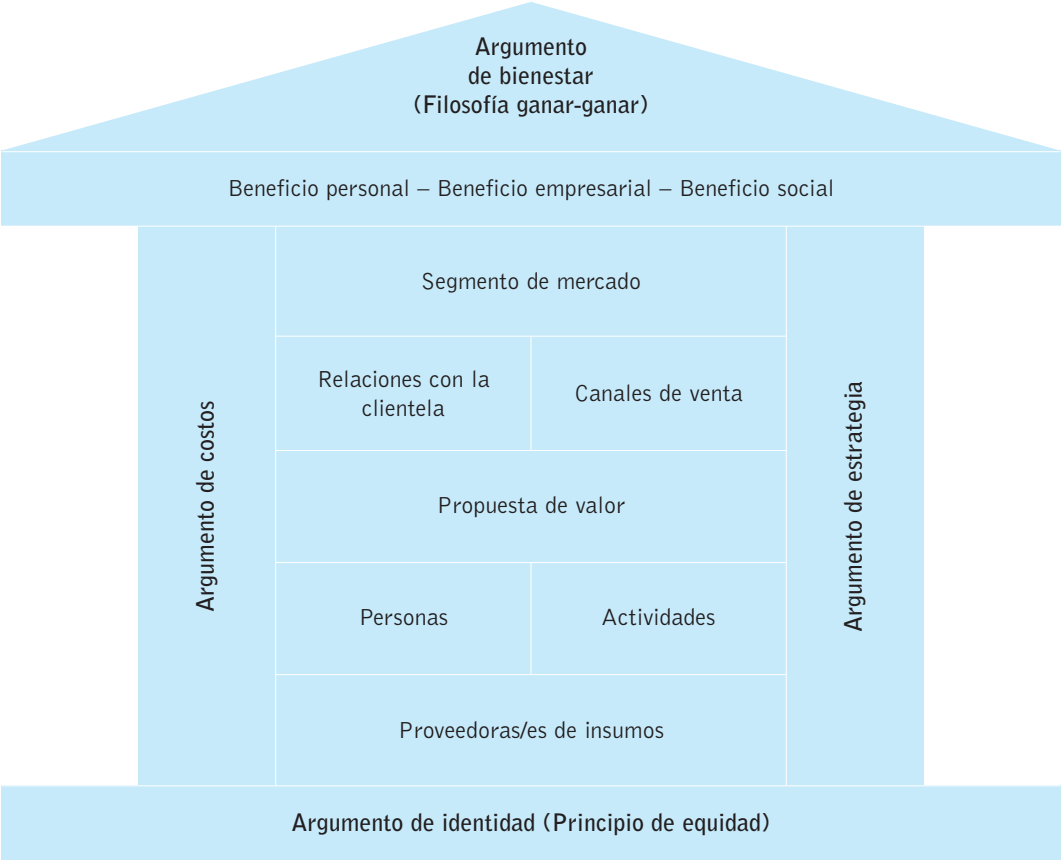 Argumento
de bienestar
(Filosofía ganar-ganar)
Beneficio personal – Beneficio empresarial – Beneficio social
Argumento de costos
Segmento de mercado
Relaciones con la
clientela
Canales de venta
Propuesta de valor
Personas
Actividades
Proveedoras/es de insumos
Argumento de estrategia
Argumento de identidad (Principio de equidad)